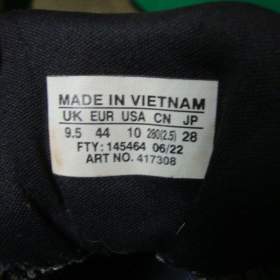 MADE IN VIETNAM
UK EUR USA CN JP
9.5 44 10 280(2.5) 28
FTY: 145464 06/22
ART NO. 417308